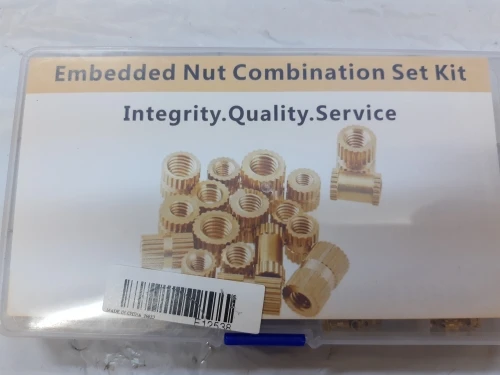 Embedded Nut Combination Set Kit
Integrity.Quality.Service
E12538